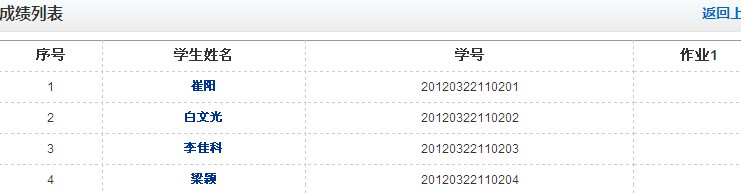 成绩列表 返回上
序号 学生姓名 学号 作业1
1 崔阳 20120322110201
2 白文光 20120322110202
3 李佳科 20120322110203
4 梁颖 20120322110204